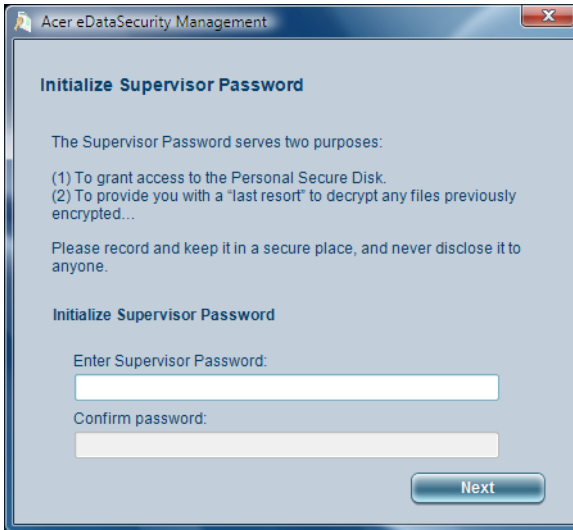 Acer eDataSecurity Management
Initialize Supervisor Password
The Supervisor Password serves two purposes:
(1) To grant access to the Personal Secure Disk.
(2) To provide you with a “last resort” to decrypt any files previously
encrypted…
Please record and keep it in a secure place, and never disclose it to
anyone.
Initialize Supervisor Password
Enter Supervisor Password:
Confirm password:
Next